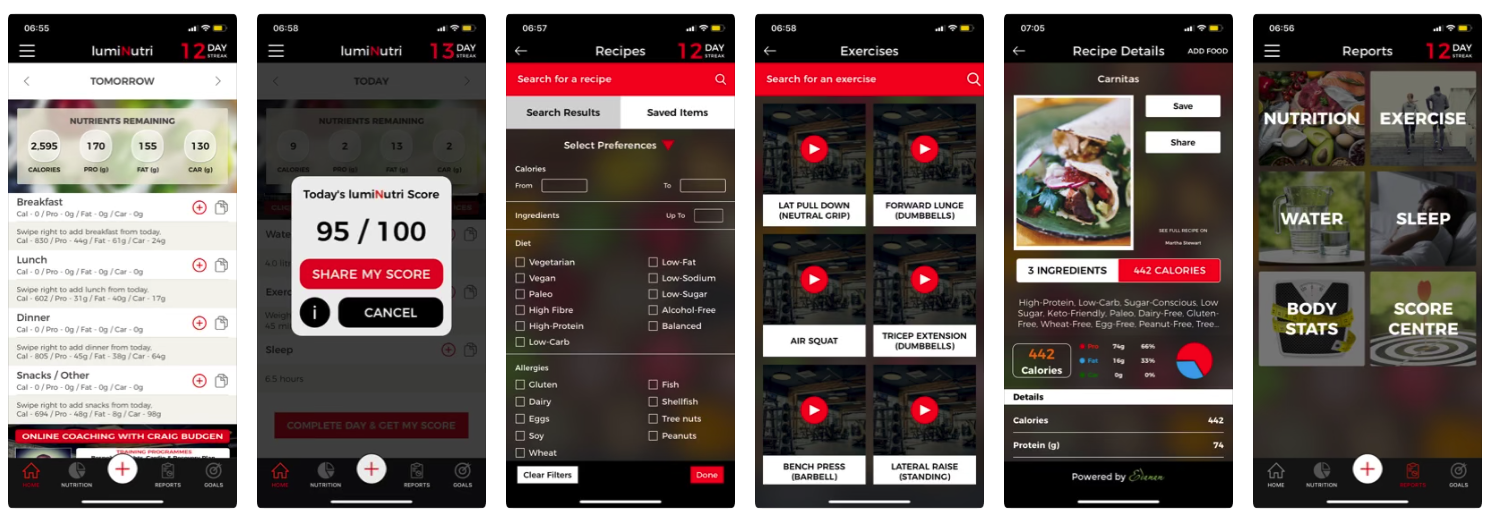 06:55
lumiNutri
12 DAY STREAK
TOMORROW
NUTRIENTS REMAINING
2,595 170 155 130
CALORIES PRO (g) FAT (g) CAR (g)
Breakfast
Cal - 0 / Pro - 0g / Fat - 0g / Car - 0g
Swipe right to add breakfast from today.
Cal - 830 / Pro - 44g / Fat - 61g / Car - 24g
Lunch
Cal - 0 / Pro - 0g / Fat - 0g / Car - 0g
Swipe right to add lunch from today.
Cal - 602 / Pro - 31g / Fat - 40g / Car - 17g
Dinner
Cal - 0 / Pro - 0g / Fat - 0g / Car - 0g
Swipe right to add dinner from today.
Cal - 805 / Pro - 45g / Fat - 38g / Car - 64g
Snacks / Other
Cal - 0 / Pro - 0g / Fat - 0g / Car - 0g
Swipe right to add snacks from today.
Cal - 694 / Pro - 48g / Fat - 8g / Car - 98g
ONLINE COACHING WITH CRAIG BUDGEN
TRAINING PROGRAMMES
HOME NUTRITION REPORTS GOALS
06:58
lumiNutri
13 DAY STREAK
TODAY
NUTRIENTS REMAINING
9 2 13 2
CALORIES PRO (g) FAT (g) CAR (g)
Today's lumiNutri Score
95 / 100
SHARE MY SCORE
i CANCEL
Sleep
6.5 hours
COMPLETE DAY & GET MY SCORE
HOME NUTRITION REPORTS GOALS
06:57
Recipes
12 DAY STREAK
Search for a recipe
Search Results Saved Items
Select Preferences
Calories
From To
Ingredients Up To
Diet
Vegetarian Low-Fat
Vegan Low-Sodium
Paleo Low-Sugar
High Fibre Alcohol-Free
High-Protein Balanced
Low-Carb
Allergies
Gluten Fish
Dairy Shellfish
Eggs Tree nuts
Soy Peanuts
Wheat
Clear Filters Done
06:58
Exercises
Search for an exercise
LAT PULL DOWN
(NEUTRAL GRIP)
FORWARD LUNGE
(DUMBBELLS)
AIR SQUAT
TRICEP EXTENSION
(DUMBBELLS)
BENCH PRESS
(BARBELL)
LATERAL RAISE
(STANDING)
07:05
Recipe Details ADD FOOD
Carnitas
Save
Share
SEE FULL RECIPE ON
Martha Stewart
3 INGREDIENTS 442 CALORIES
High-Protein, Low-Carb, Sugar-Conscious, Low
Sugar, Keto-Friendly, Paleo, Dairy-Free, Gluten-
Free, Wheat-Free, Egg-Free, Peanut-Free, Tree...
442
Calories
Pro 74g 66%
Fat 16g 33%
Car 0g 0%
Details
Calories 442
Protein (g) 74
Powered by
06:56
Reports
12 DAY STREAK
NUTRITION EXERCISE
WATER SLEEP
BODY
STATS
SCORE
CENTRE
HOME NUTRITION REPORTS GOALS